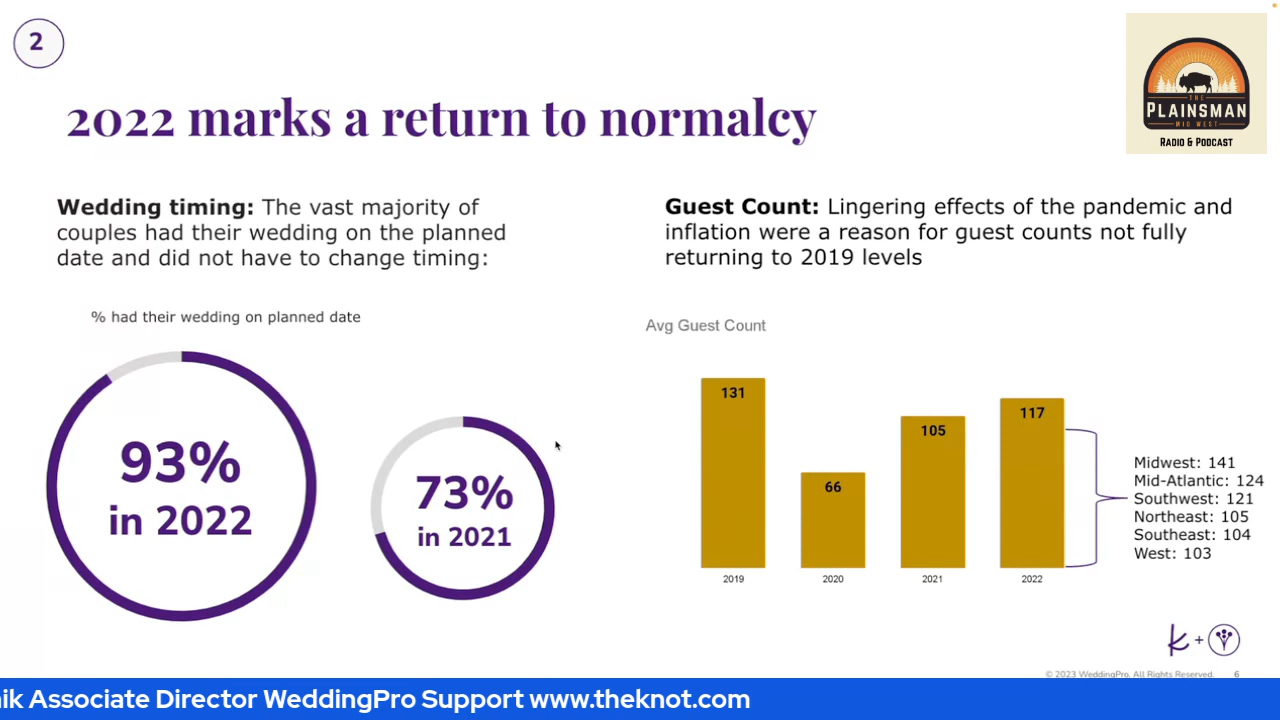 2
2022 marks a return to normalcy
THE
PLAINSMAN
MID WEST
RADIO & PODCAST
Wedding timing: The vast majority of
couples had their wedding on the planned
date and did not have to change timing:
% had their wedding on planned date
93%
in 2022
73%
in 2021
Guest Count: Lingering effects of the pandemic and
inflation were a reason for guest counts not fully
returning to 2019 levels
Avg Guest Count
131
66
105
117
2019
2020
2021
2022
Midwest: 141
Mid-Atlantic: 124
Southwest: 121
Northeast: 105
Southeast: 104
West: 103
k +
© 2023 WeddingPro. All Rights Reserved. 6
Associate Director WeddingPro Support www.theknot.com